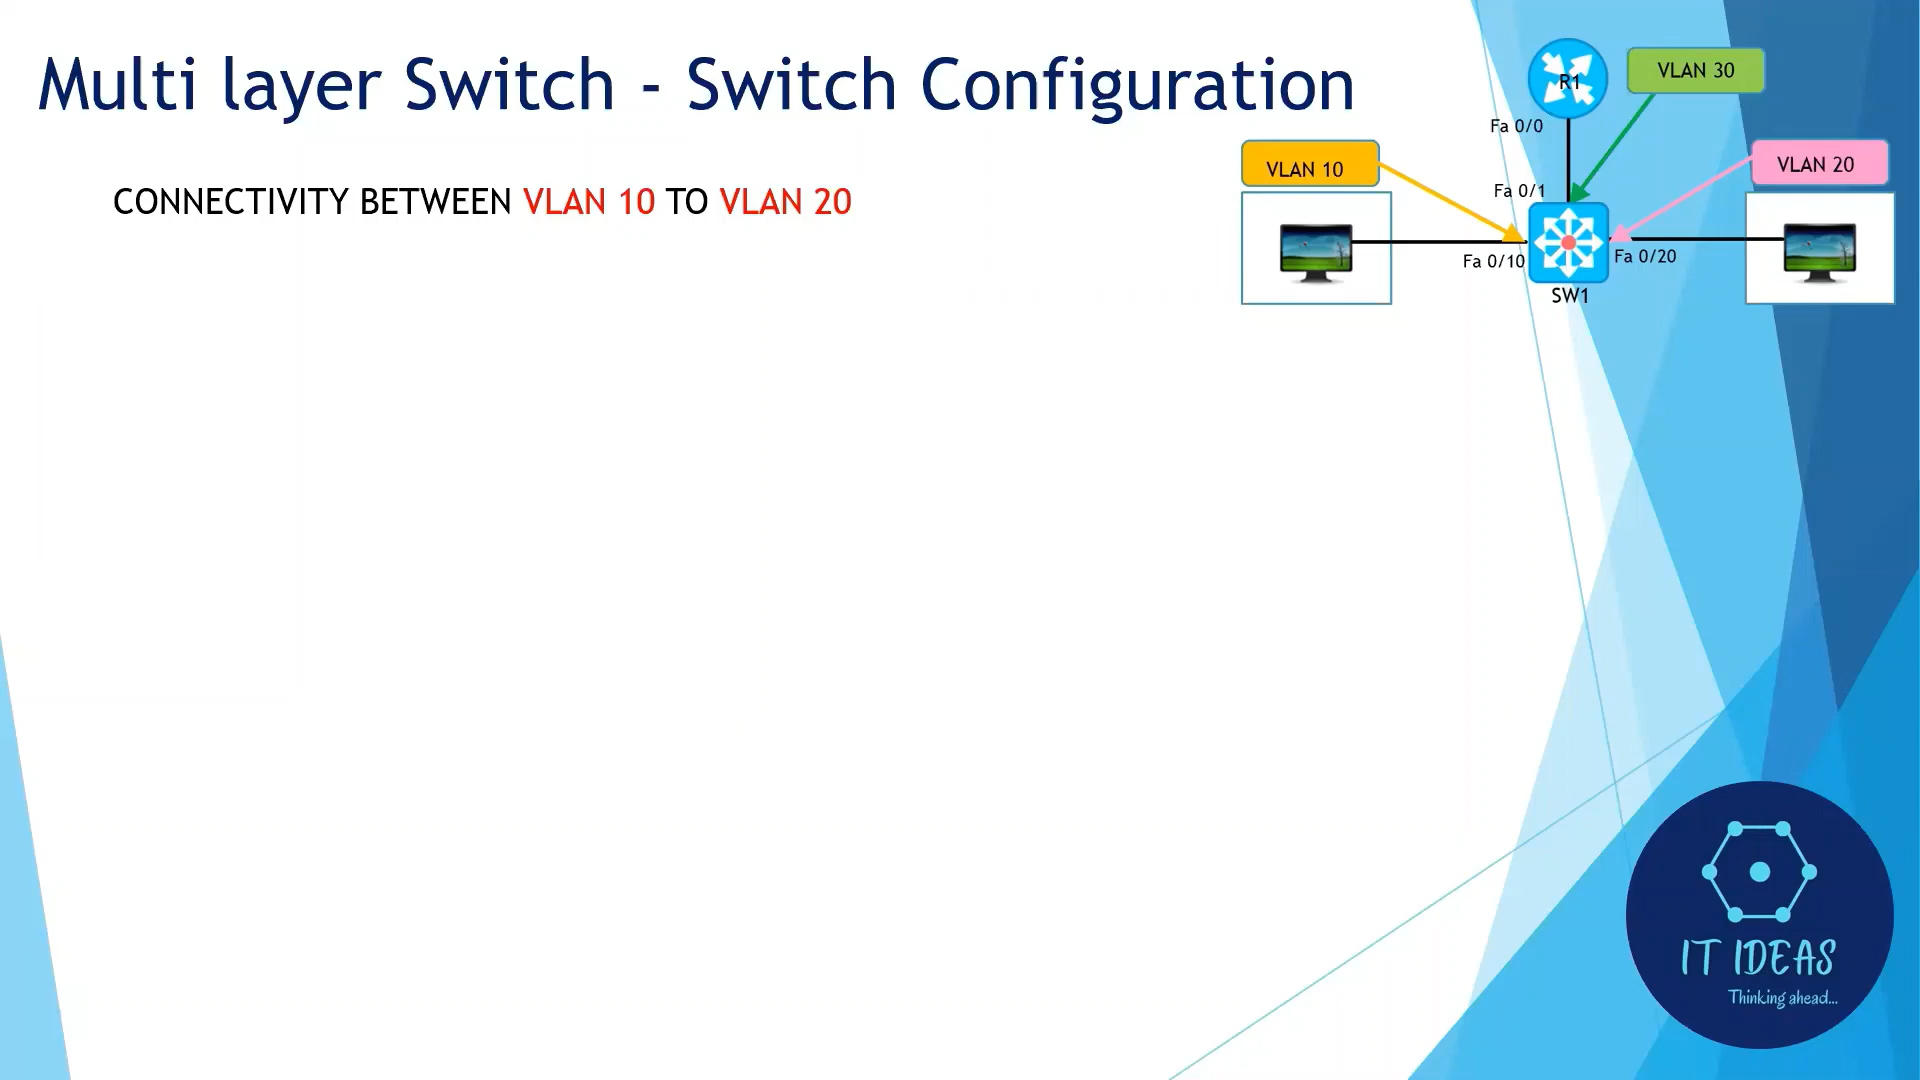 Multi layer Switch - Switch Configuration
CONNECTIVITY BETWEEN VLAN 10 TO VLAN 20
R1
VLAN 30
Fa 0/0
VLAN 10
VLAN 20
Fa 0/1
Fa 0/10
Fa 0/20
SW1
IT IDEAS
Thinking ahead...